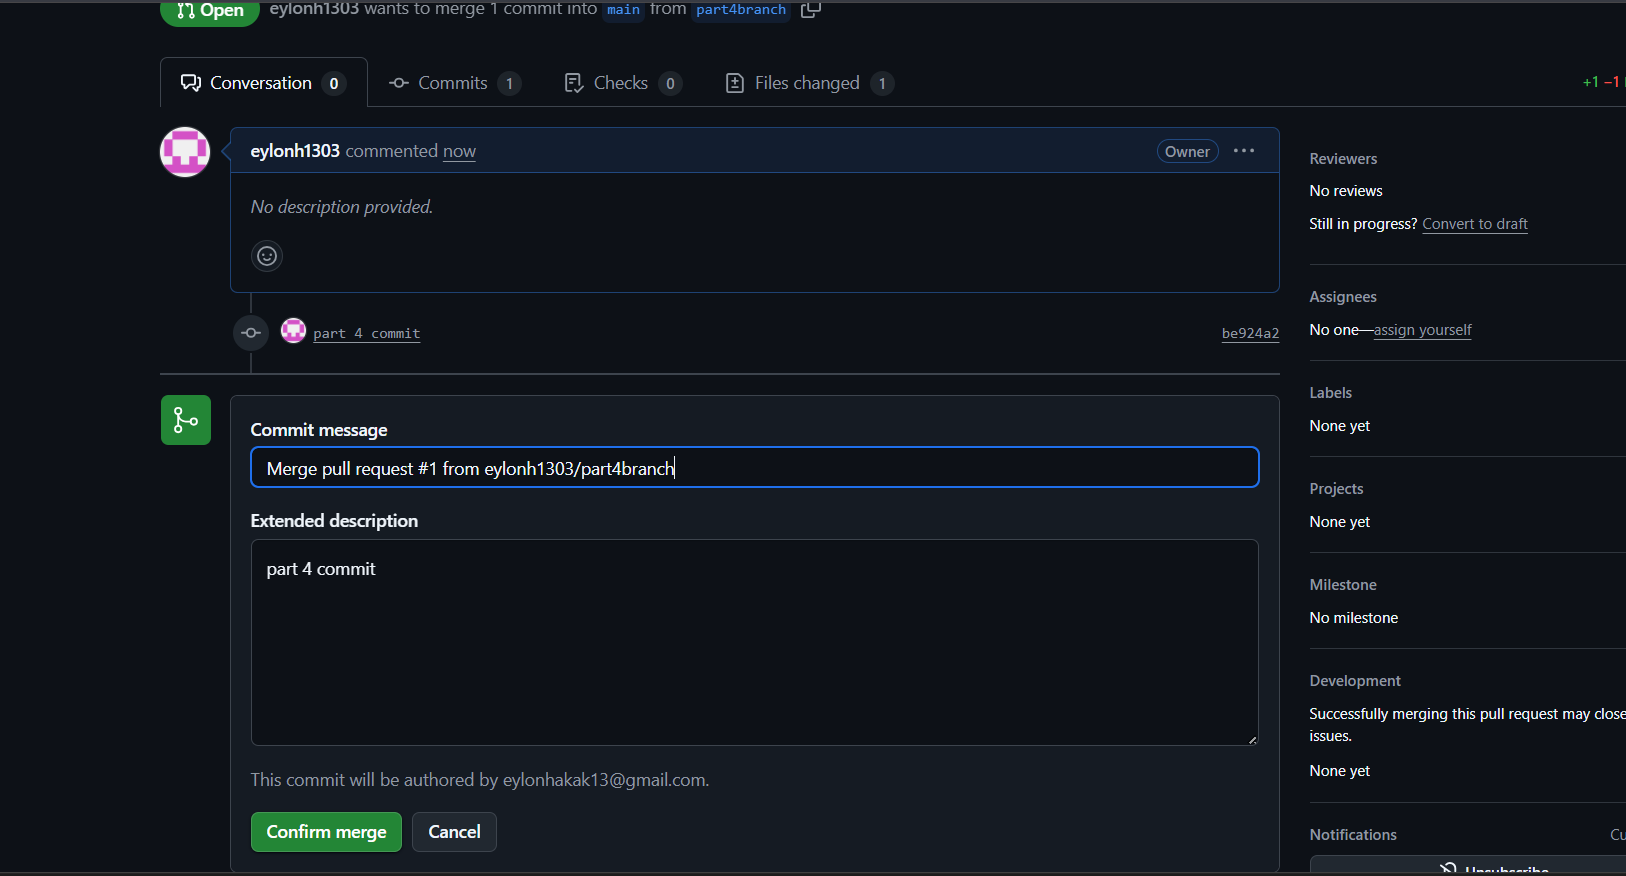 Open eylonh1303 wants to merge 1 commit into main from part4branch
Conversation 0 Commits 1 Checks 0 Files changed 1 +1 −1
eylonh1303 commented now Owner
No description provided.
part 4 commit be924a2
Commit message
Merge pull request #1 from eylonh1303/part4branch
Extended description
part 4 commit
This commit will be authored by eylonhakak13@gmail.com.
Confirm merge Cancel
Reviewers
No reviews
Still in progress? Convert to draft
Assignees
No one—assign yourself
Labels
None yet
Projects
None yet
Milestone
No milestone
Development
Successfully merging this pull request may close
issues.
None yet
Notifications Cu
Unsubscribe